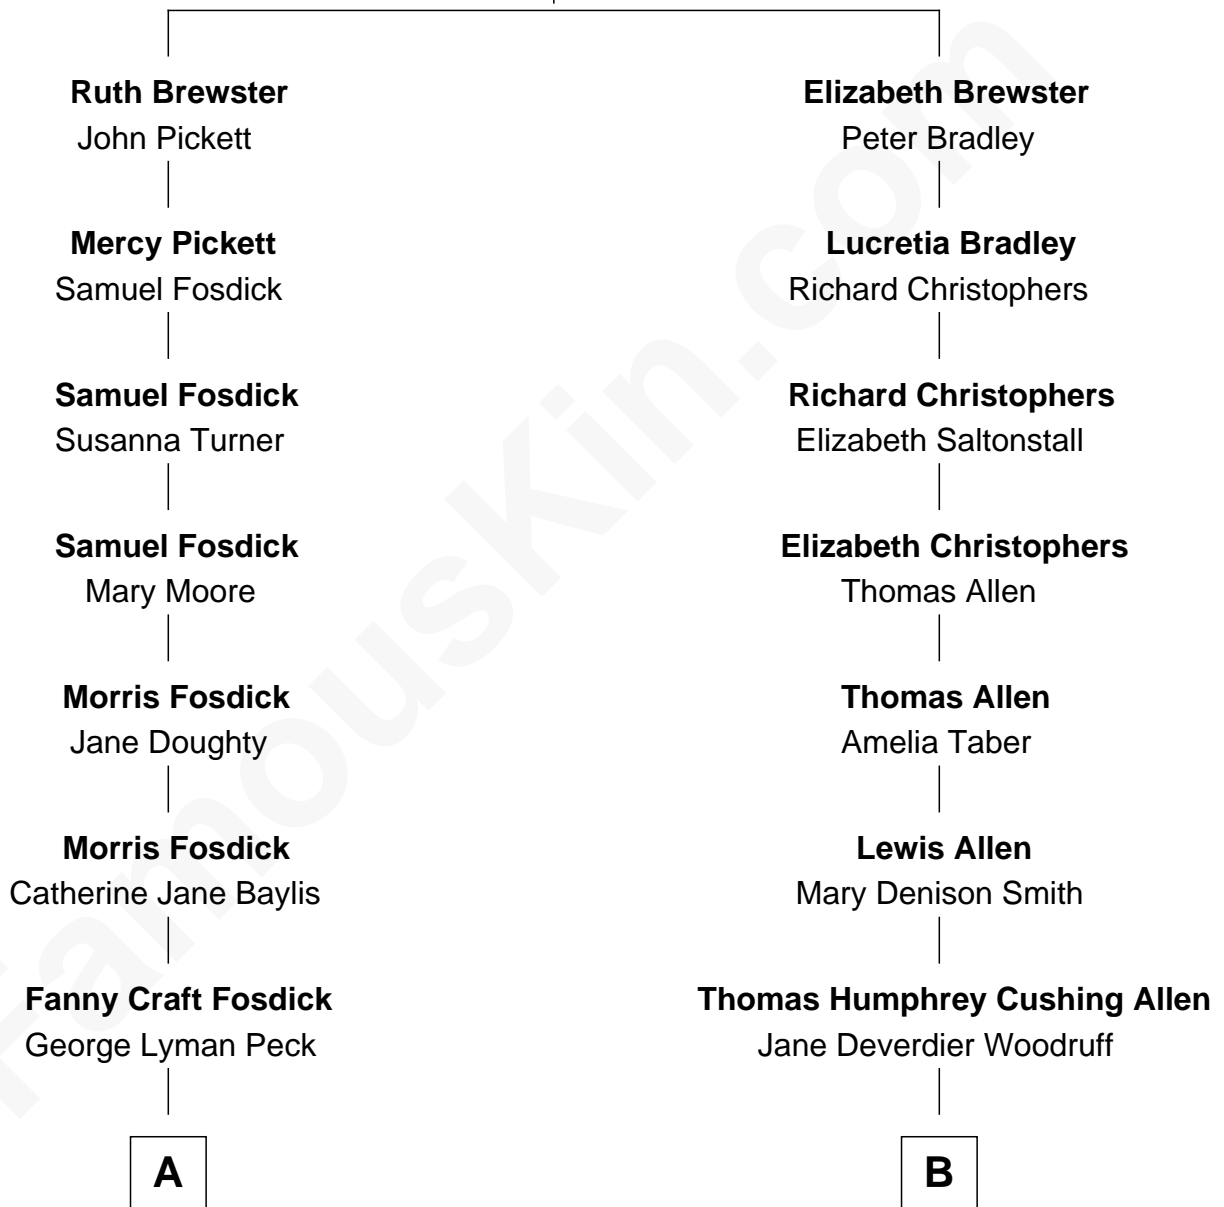 Ruth Brewster
John Pickett
Mercy Pickett
Samuel Fosdick
Samuel Fosdick
Susanna Turner
Samuel Fosdick
Mary Moore
Morris Fosdick
Jane Doughty
Morris Fosdick
Catherine Jane Baylis
Fanny Craft Fosdick
George Lyman Peck
A
Elizabeth Brewster
Peter Bradley
Lucretia Bradley
Richard Christophers
Richard Christophers
Elizabeth Saltonstall
Elizabeth Christophers
Thomas Allen
Thomas Allen
Amelia Taber
Lewis Allen
Mary Denison Smith
Thomas Humphrey Cushing Allen
Jane Deverdier Woodruff
B
FamousKin.com